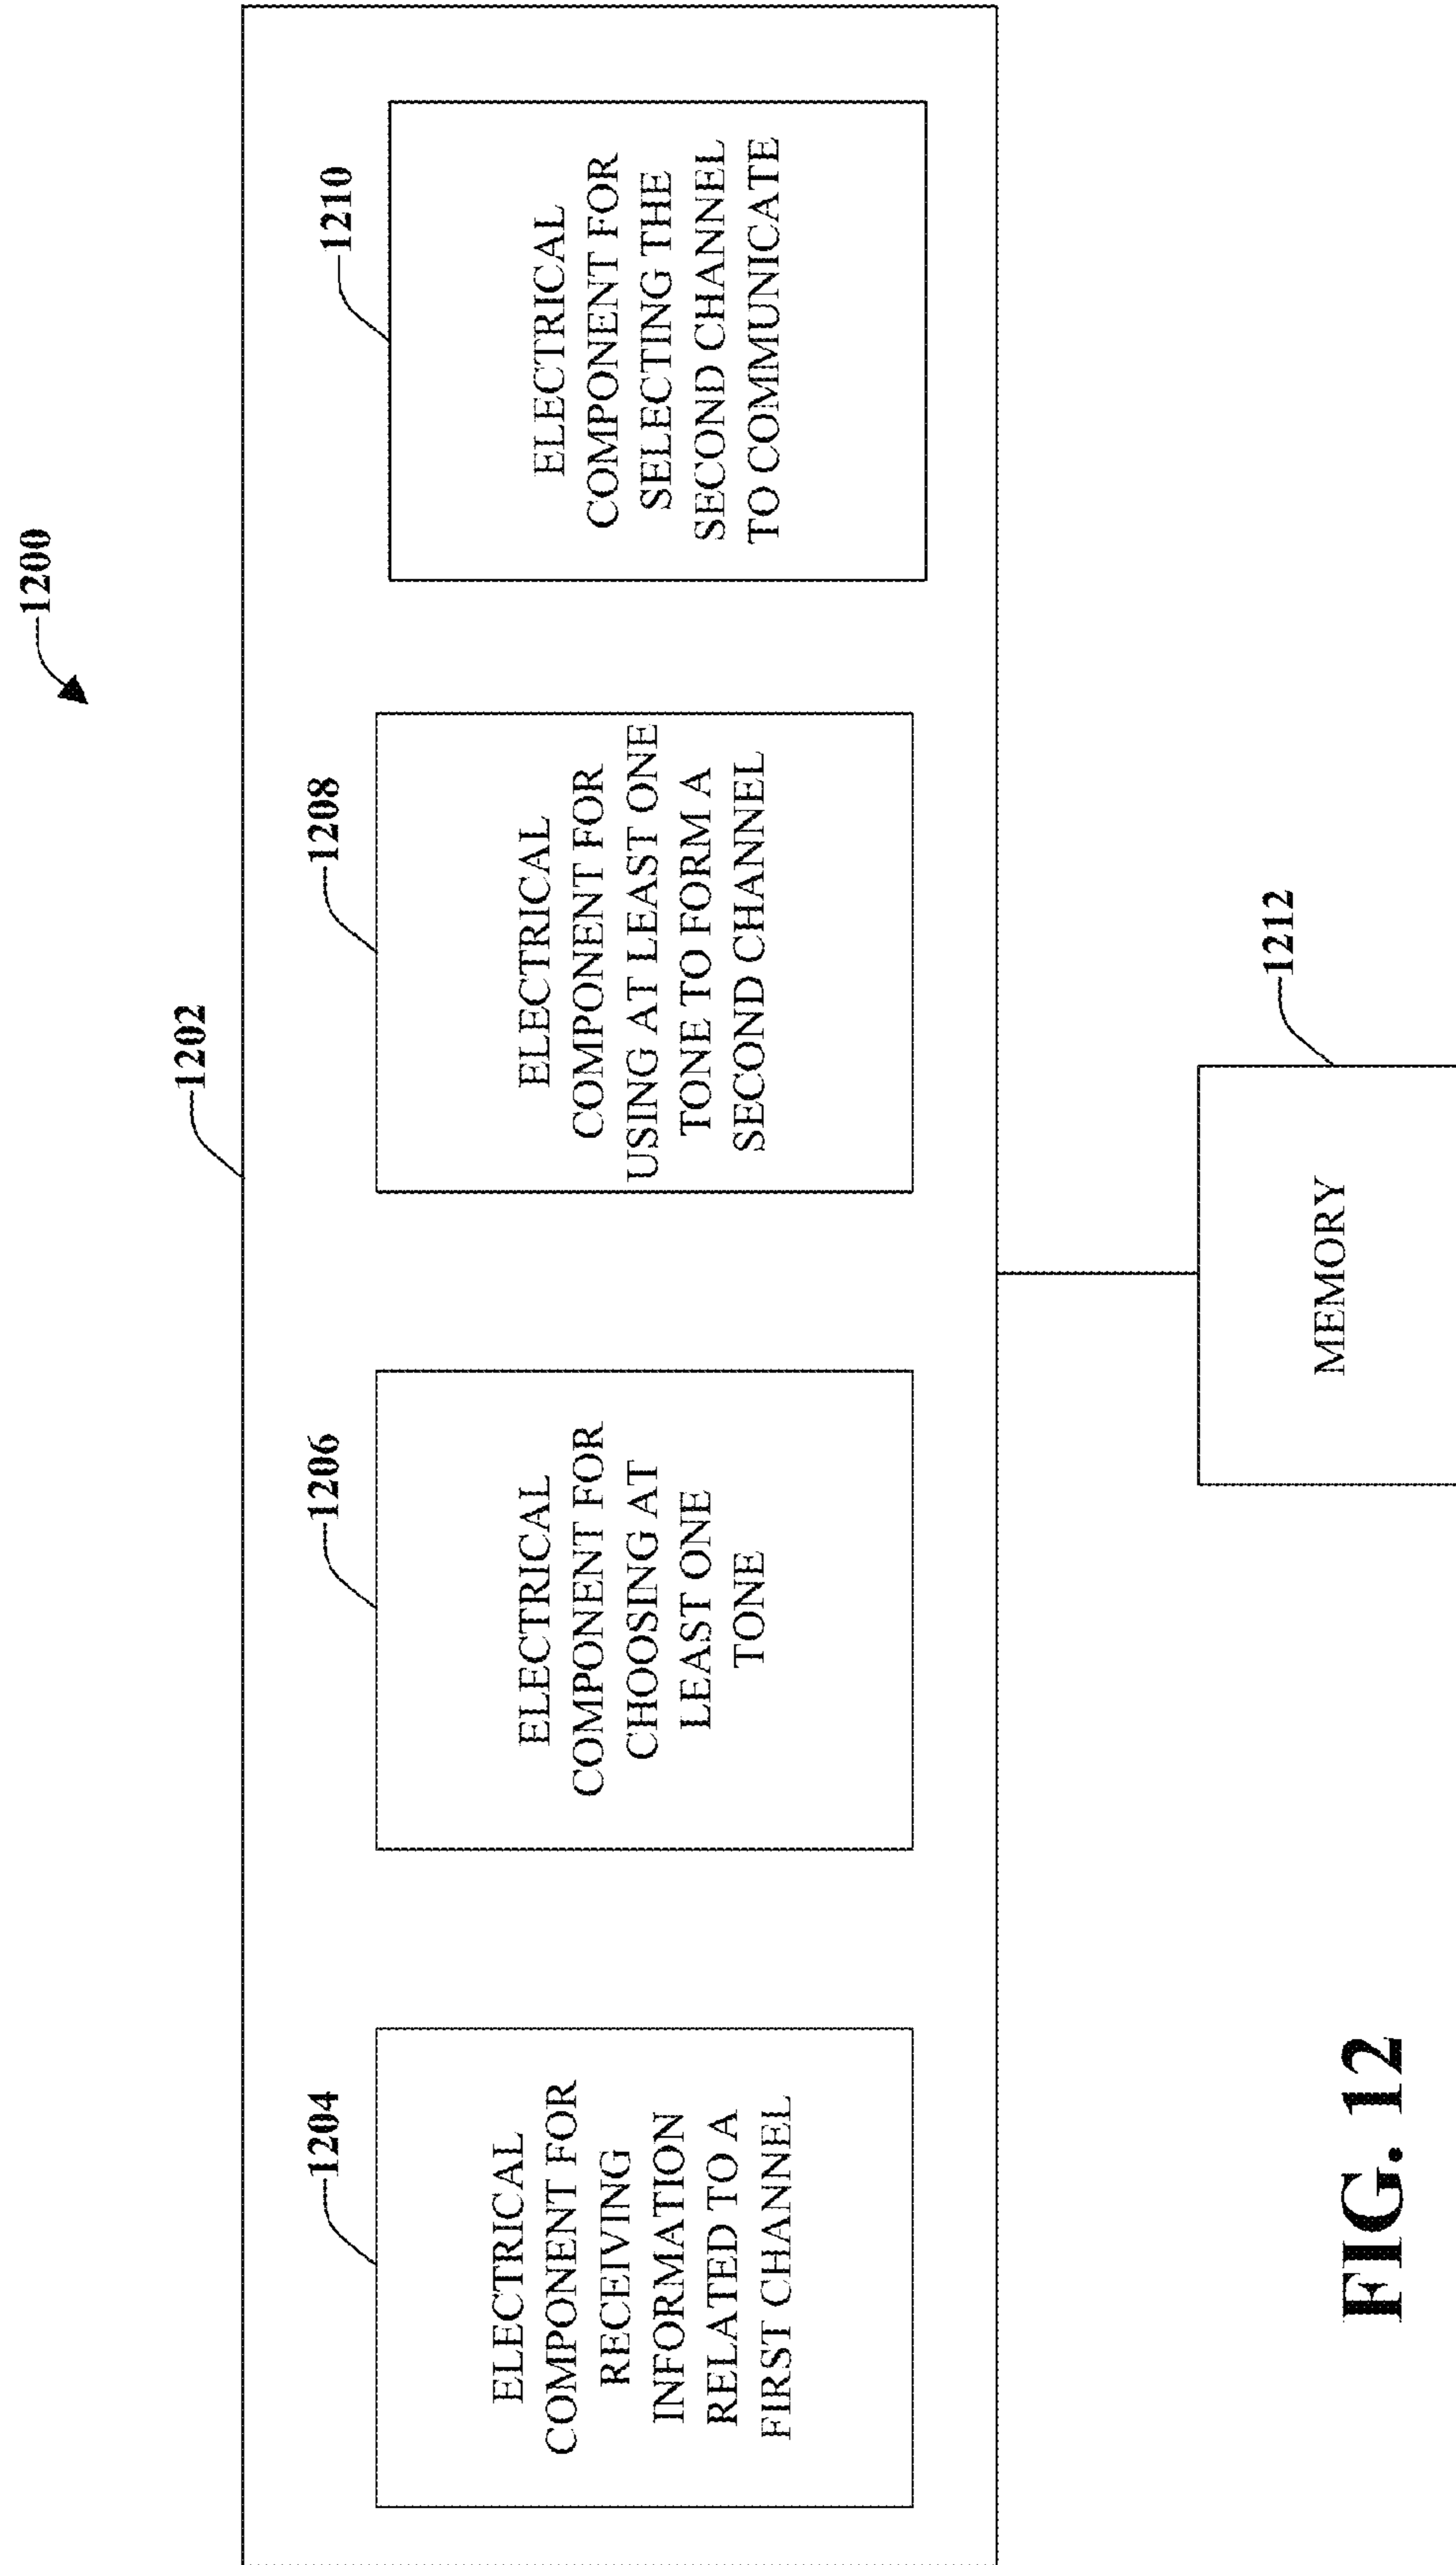 1200
1202
1204
ELECTRICAL
COMPONENT FOR
RECEIVING
INFORMATION
RELATED TO A
FIRST CHANNEL
1206
ELECTRICAL
COMPONENT FOR
CHOOSING AT
LEAST ONE
TONE
1208
ELECTRICAL
COMPONENT FOR
USING AT LEAST ONE
TONE TO FORM A
SECOND CHANNEL
1210
ELECTRICAL
COMPONENT FOR
SELECTING THE
SECOND CHANNEL
TO COMMUNICATE
1212
MEMORY
FIG. 12